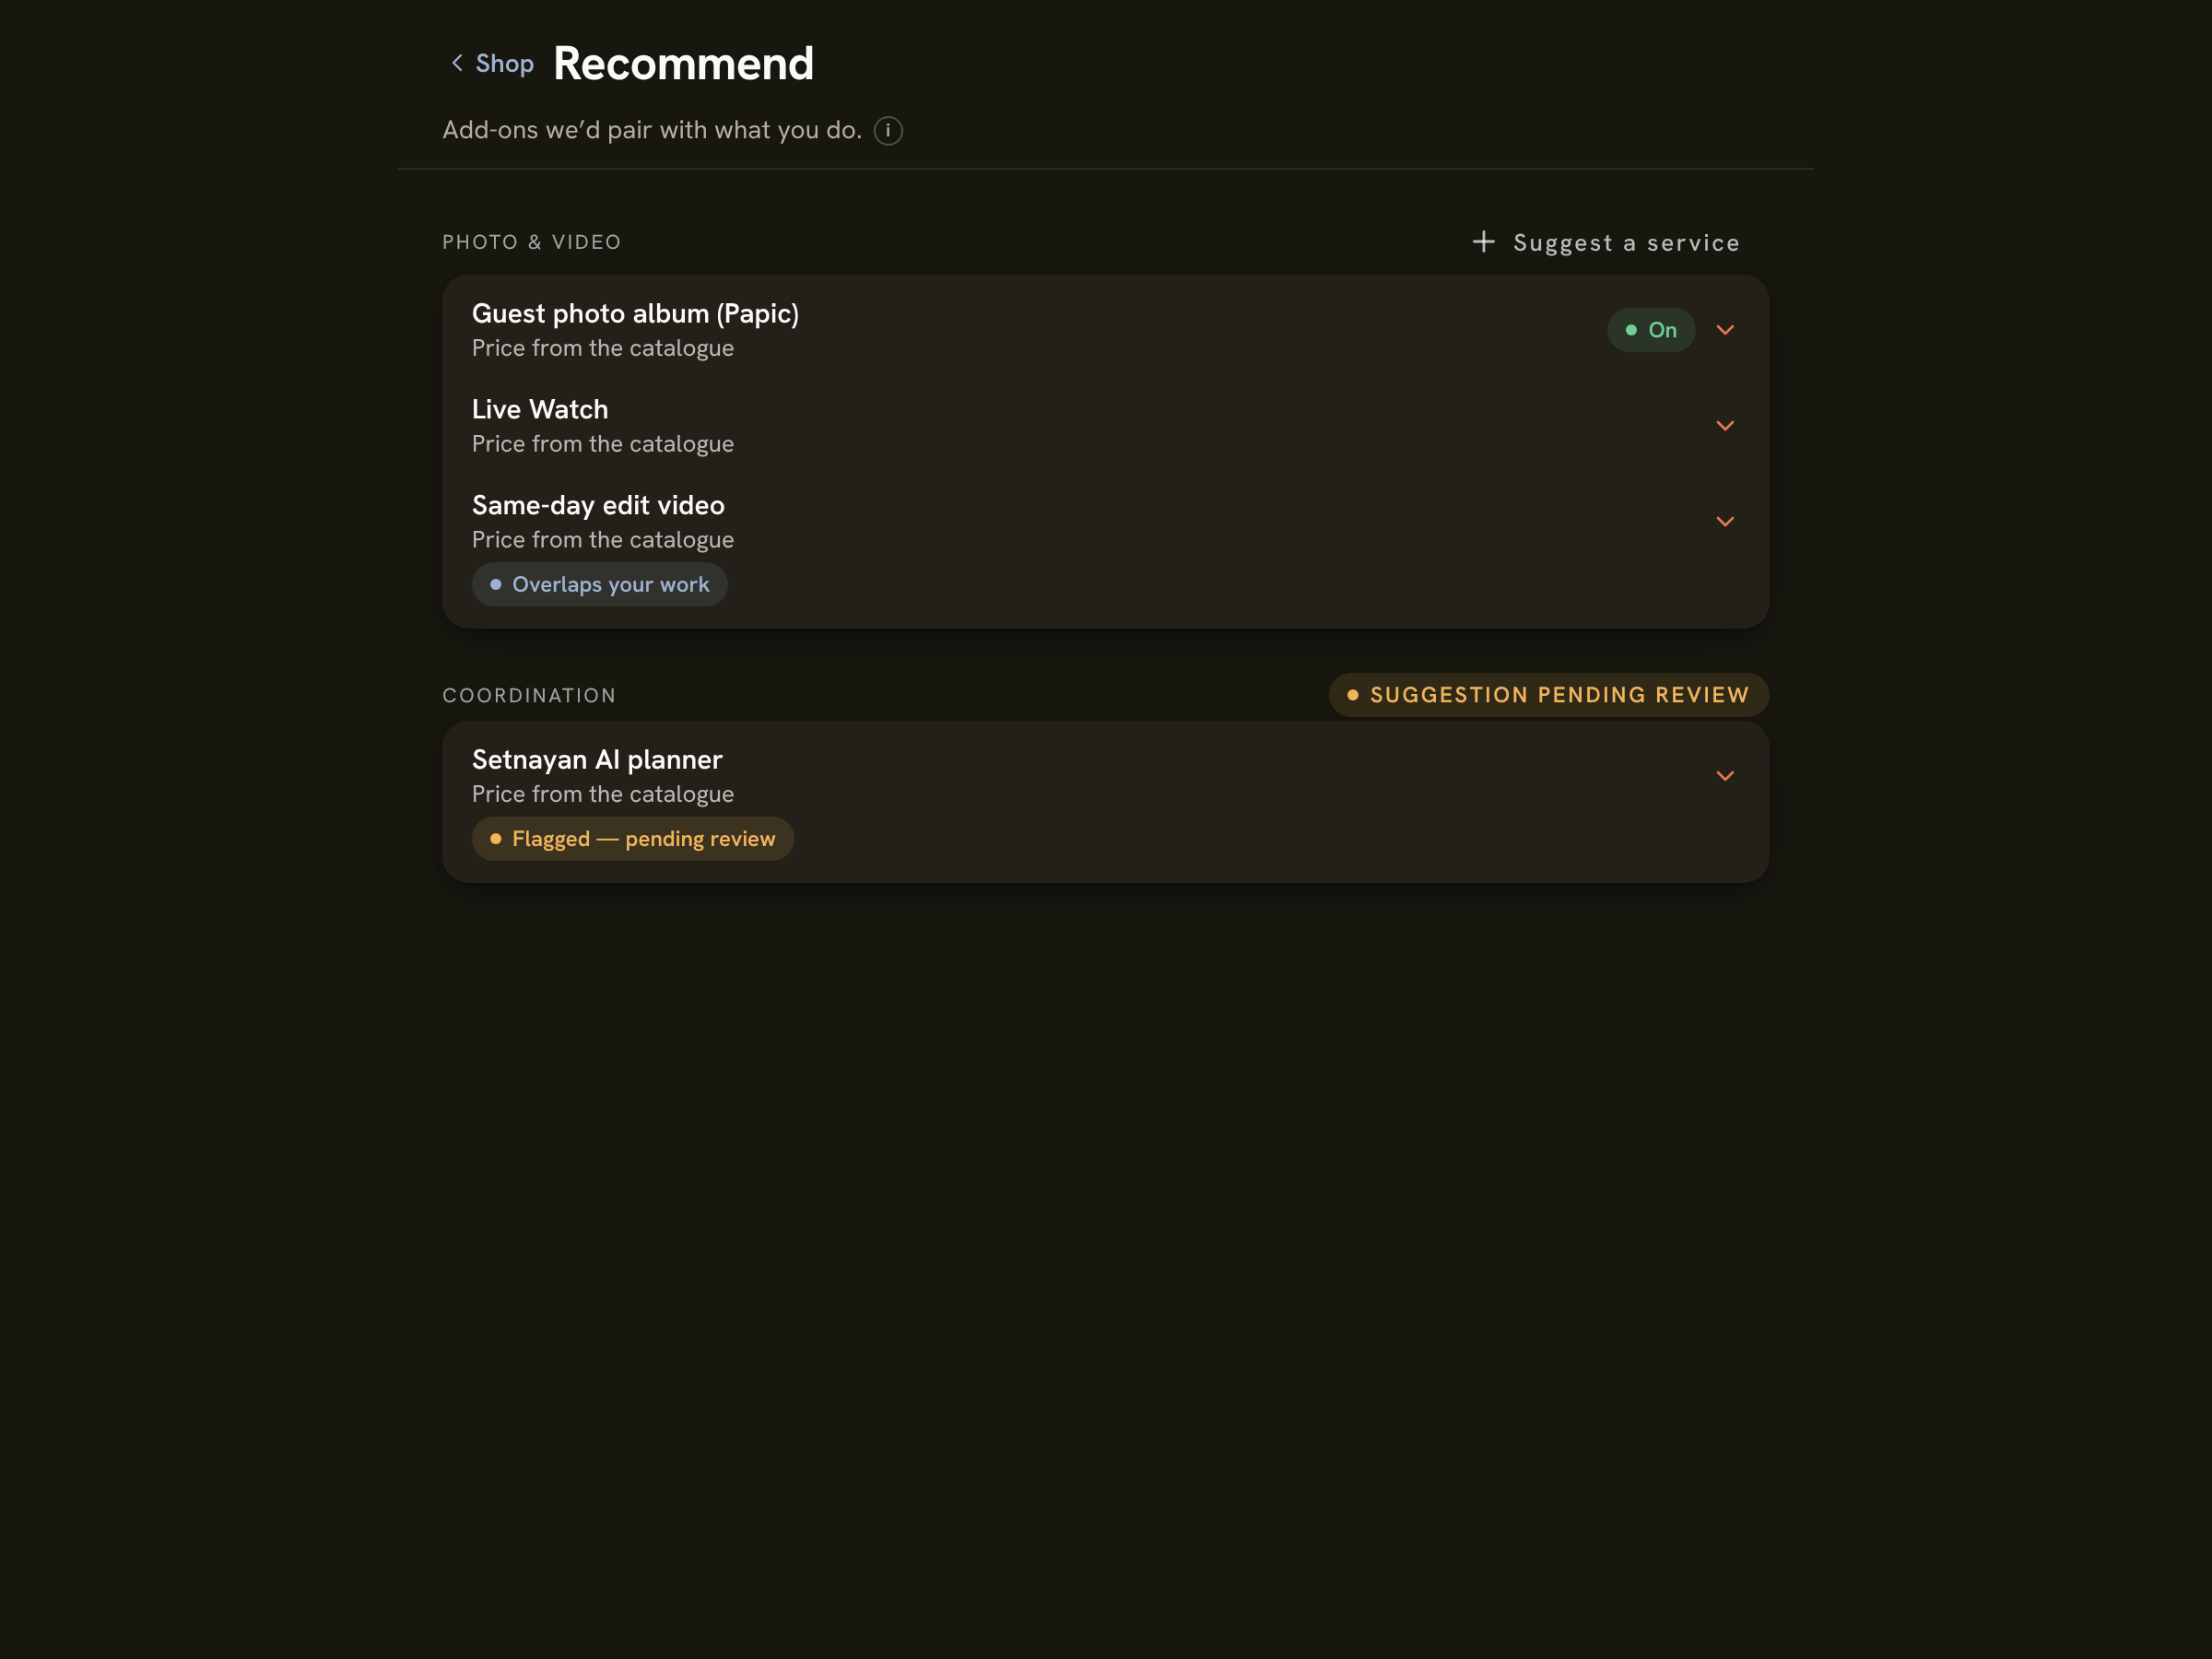 Shop Recommend
Add-ons we’d pair with what you do. i
PHOTO & VIDEO
Suggest a service
Guest photo album (Papic)
Price from the catalogue
On
Live Watch
Price from the catalogue
Same-day edit video
Price from the catalogue
Overlaps your work
COORDINATION
SUGGESTION PENDING REVIEW
Setnayan AI planner
Price from the catalogue
Flagged — pending review